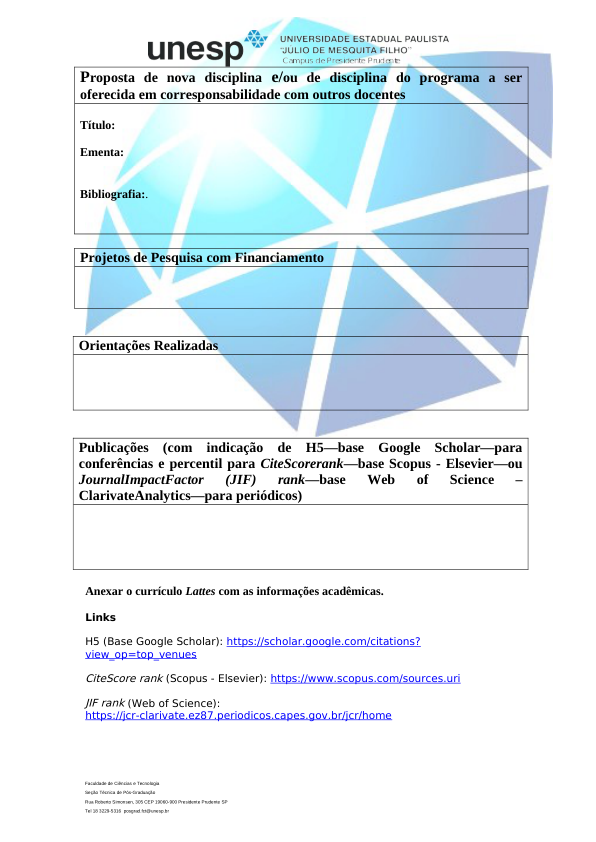 unesp
UNIVERSIDADE ESTADUAL PAULISTA
“JÚLIO DE MESQUITA FILHO”
Campus de Presidente Prudente
Proposta de nova disciplina e/ou de disciplina do programa a ser
oferecida em corresponsabilidade com outros docentes
Título:
Ementa:
Bibliografia:.
Projetos de Pesquisa com Financiamento
Orientações Realizadas
Publicações (com indicação de H5—base Google Scholar—para
conferências e percentil para CiteScorerank—base Scopus - Elsevier—ou
JournalImpactFactor (JIF) rank—base Web of Science –
ClarivateAnalytics—para periódicos)
Anexar o currículo Lattes com as informações acadêmicas.
Links
H5 (Base Google Scholar): https://scholar.google.com/citations?
view_op=top_venues
CiteScore rank (Scopus - Elsevier): https://www.scopus.com/sources.uri
JIF rank (Web of Science):
https://jcr-clarivate.ez87.periodicos.capes.gov.br/jcr/home
Faculdade de Ciências e Tecnologia
Seção Técnica de Pós-Graduação
Rua Roberto Simonsen, 305 CEP 19060-900 Presidente Prudente SP
Tel 18 3229-5316 posgrad.fct@unesp.br